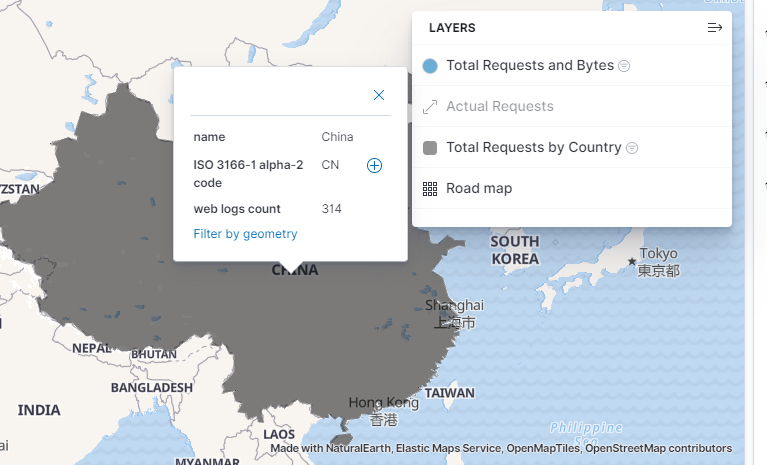 LAYERS
Total Requests and Bytes
Actual Requests
Total Requests by Country
Road map
name China
ISO 3166-1 alpha-2 code CN
web logs count 314
Filter by geometry
CHINA
SOUTH
KOREA
Tokyo
東京都
Shanghai
上海市
NEPAL
BHUTAN
BANGLADESH
INDIA
Hong Kong
香港
TAIWAN
LAOS
MYANMAR
Philippine
Sea
Made with NaturalEarth, Elastic Maps Service, OpenMapTiles, OpenStreetMap contributors